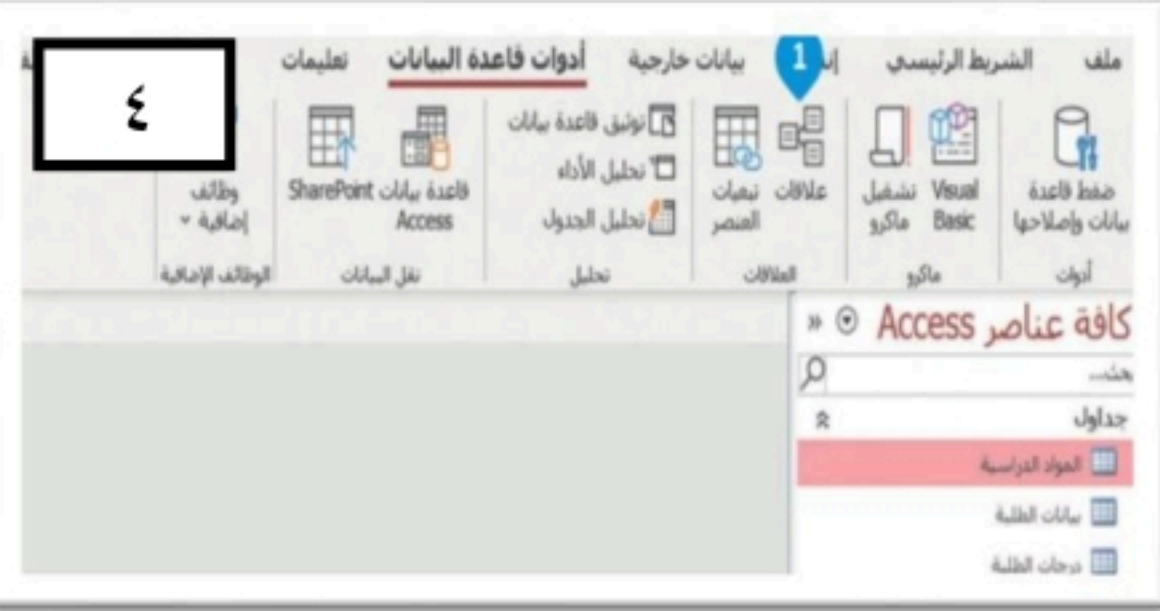 ٤
ملف الشريط الرئيسي 1 بيانات خارجية أدوات قاعدة البيانات تعليمات
ضغط قاعدة
بيانات وإصلاحها
Visual
Basic
تشغيل
ماكرو
علاقات
تبعيات
العنصر
توثيق قاعدة بيانات
تحليل الأداء
تحليل الجدول
قاعدة بيانات
Access
SharePoint
وظائف
إضافية
أدوات
ماكرو
العلاقات
تحليل
نقل البيانات
الوظائف الإضافية
كافة عناصر Access
بحث...
جداول
المواد الدراسية
بيانات الطلبة
درجات الطلبة